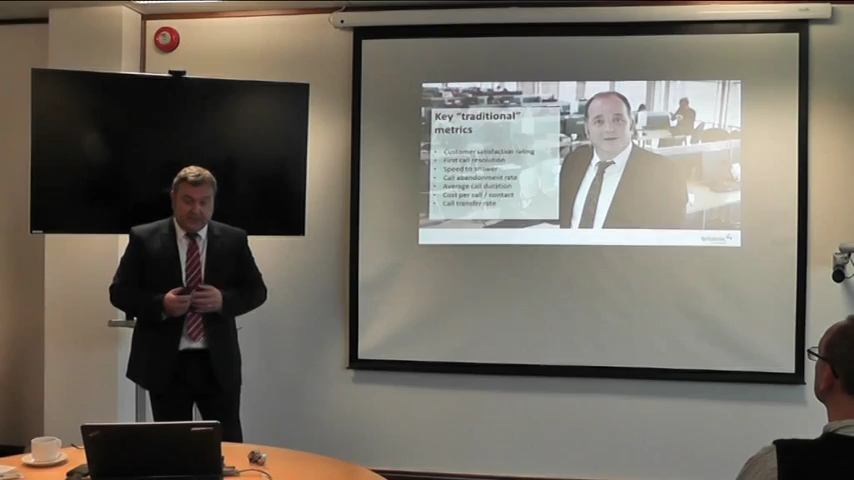 Key "traditional"
metrics
• Customer satisfaction rating
• First call resolution
• Speed to answer
• Call abandonment rate
• Average call duration
• Cost per call / contact
• Call transfer rate